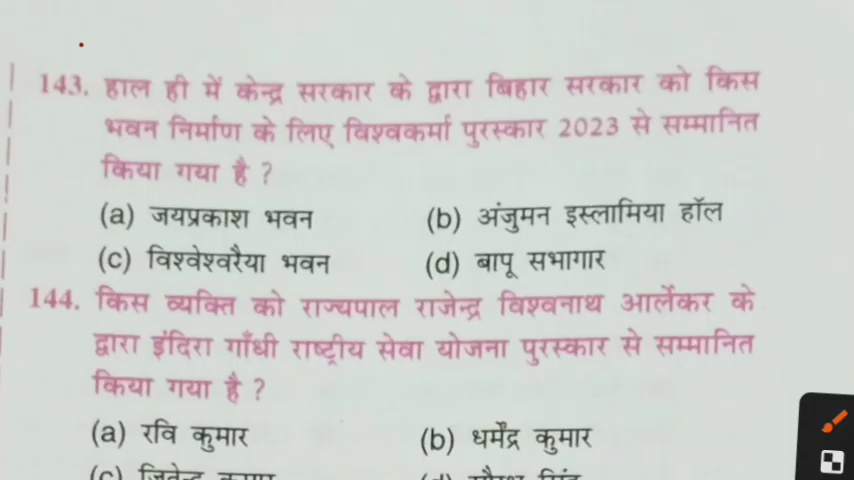 143. हाल ही में केन्द्र सरकार के द्वारा बिहार सरकार को किस
भवन निर्माण के लिए विश्वकर्मा पुरस्कार 2023 से सम्मानित
किया गया है ?
(a) जयप्रकाश भवन (b) अंजुमन इस्लामिया हॉल
(c) विश्वेश्वरैया भवन (d) बापू सभागार
144. किस व्यक्ति को राज्यपाल राजेन्द्र विश्वनाथ आर्लेकर के
द्वारा इंदिरा गाँधी राष्ट्रीय सेवा योजना पुरस्कार से सम्मानित
किया गया है ?
(a) रवि कुमार (b) धर्मेंद्र कुमार